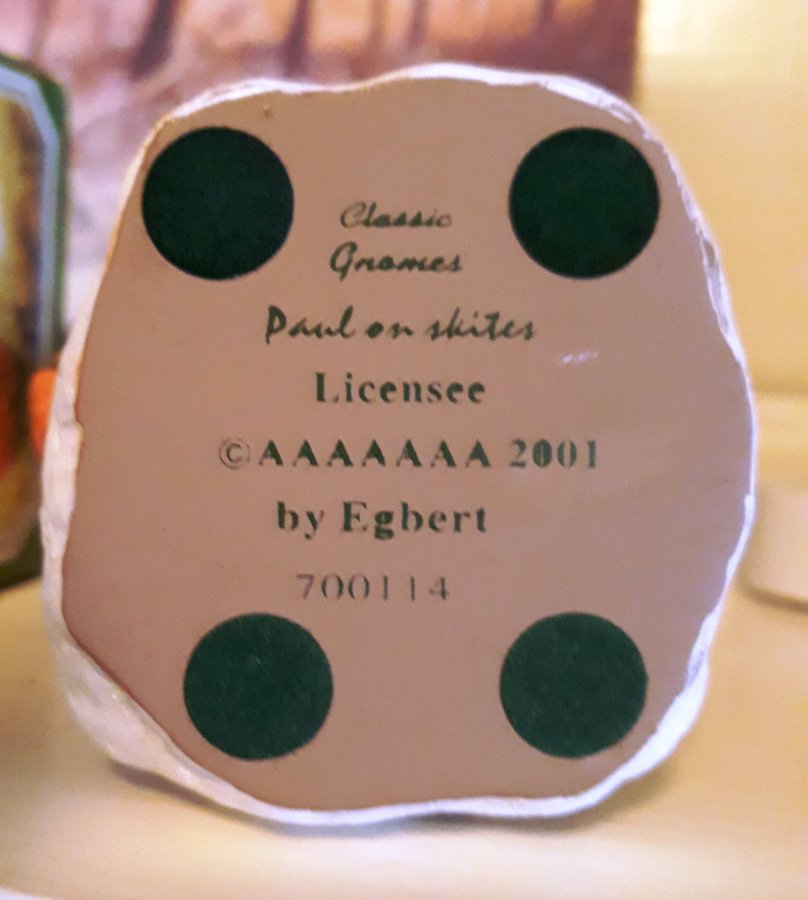 Classic
Gnomes
Paul on skites
Licensee
©AAAAAAA 2001
by Egbert
700114